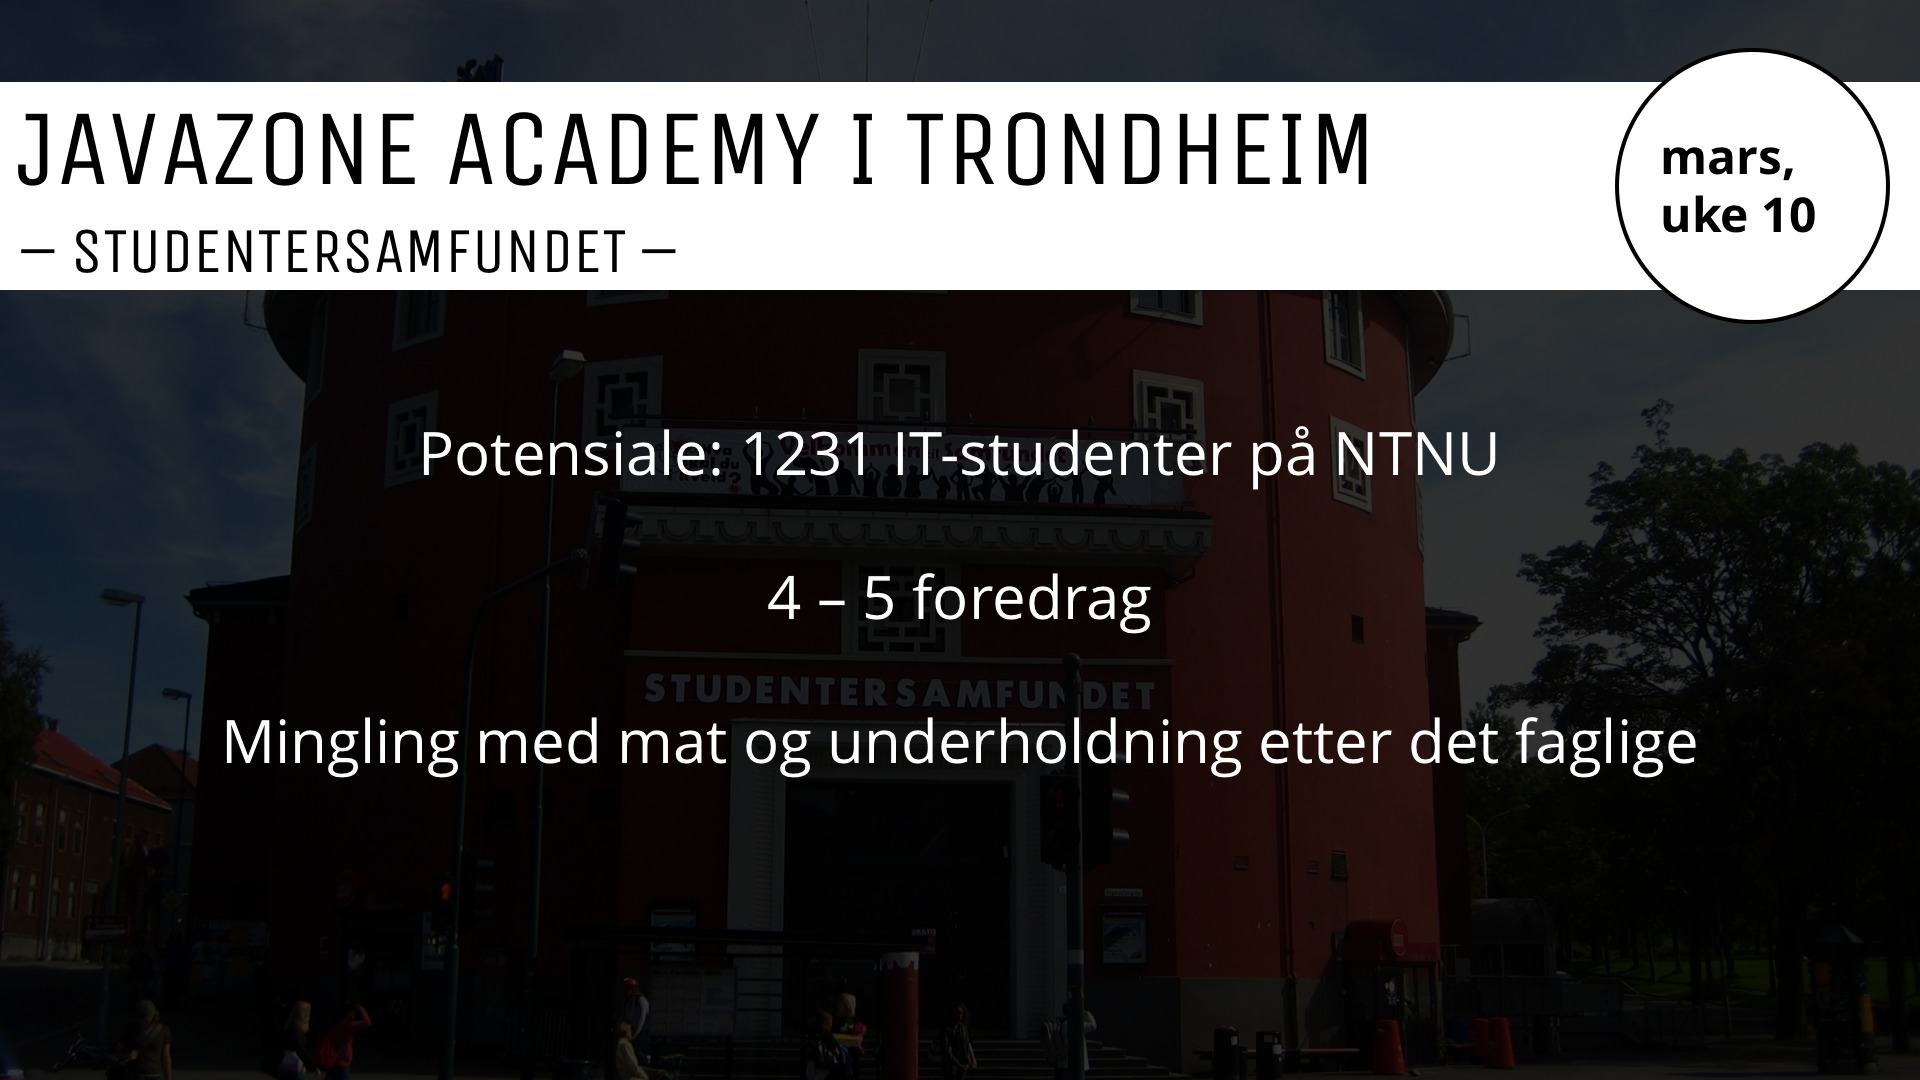 JAVAZONE ACADEMY I TRONDHEIM
– STUDENTERSAMFUNDET –
mars,
uke 10
Potensiale: 1231 IT-studenter på NTNU
4 – 5 foredrag
STUDENTERSAMFUNDET
Mingling med mat og underholdning etter det faglige